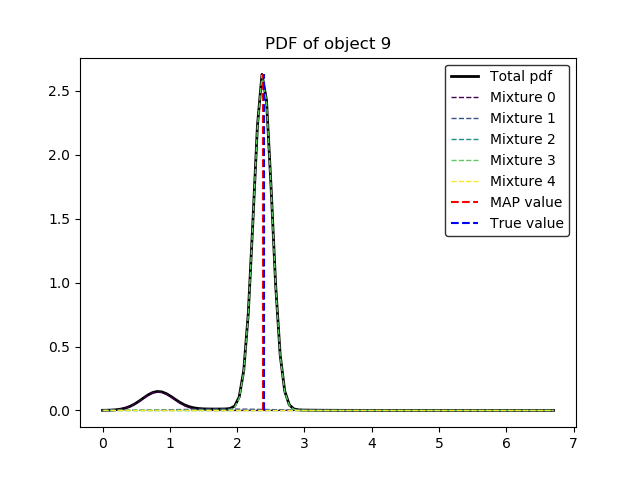 PDF of object 9
Total pdf
Mixture 0
Mixture 1
Mixture 2
Mixture 3
Mixture 4
MAP value
True value
2.5
2.0
1.5
1.0
0.5
0.0
0 1 2 3 4 5 6 7